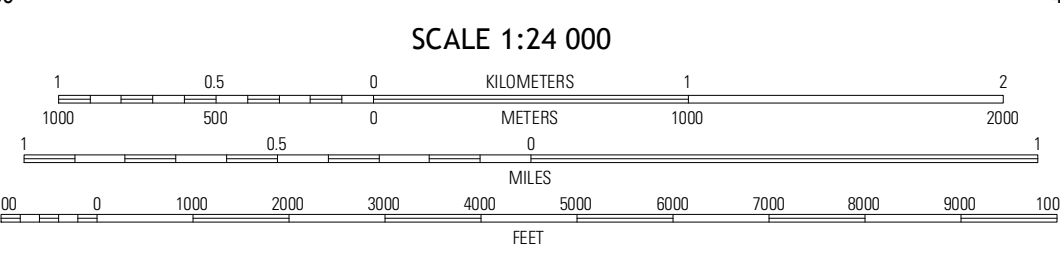 SCALE 1:24 000
1 0.5 0 KILOMETERS 1 2
1000 500 0 METERS 1000 2000
1 0.5 0 1
MILES
00 0 1000 2000 3000 4000 5000 6000 7000 8000 9000 100
FEET